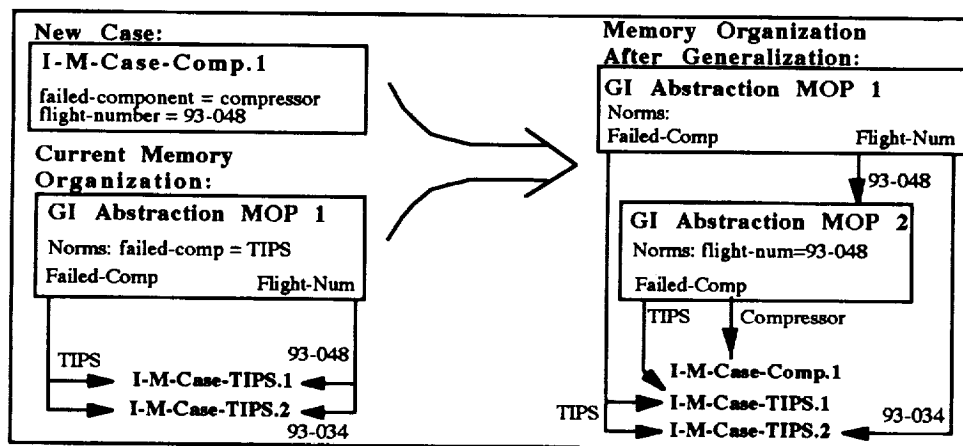 New Case:
I-M-Case-Comp.1
failed-component = compressor
flight-number = 93-048
Current Memory
Organization:
GI Abstraction MOP 1
Norms: failed-comp = TIPS
Failed-Comp
Flight-Num
TIPS
93-048
I-M-Case-TIPS.1
I-M-Case-TIPS.2
93-034
Memory Organization
After Generalization:
GI Abstraction MOP 1
Norms:
Failed-Comp
Flight-Num
93-048
GI Abstraction MOP 2
Norms: flight-num=93-048
Failed-Comp
TIPS
Compressor
I-M-Case-Comp.1
I-M-Case-TIPS.1
TIPS
93-034
I-M-Case-TIPS.2